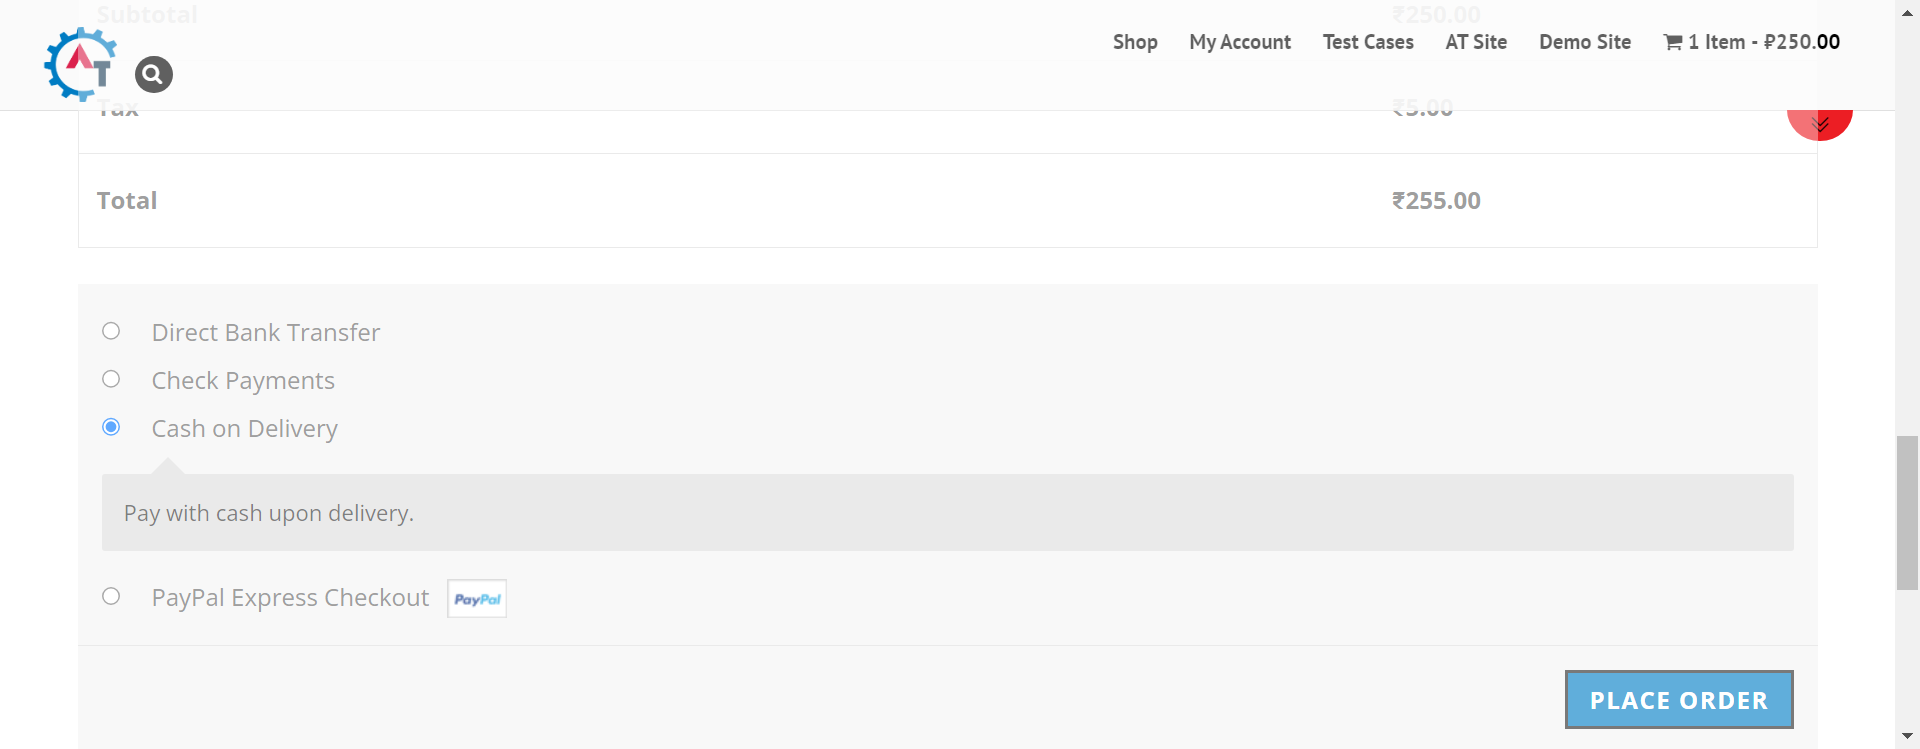 Subtotal ₹250.00
AT
Shop My Account Test Cases AT Site Demo Site 1 Item - ₽250.00
Tax ₹5.00
Total ₹255.00
Direct Bank Transfer
Check Payments
Cash on Delivery
Pay with cash upon delivery.
PayPal Express Checkout PayPal
PLACE ORDER